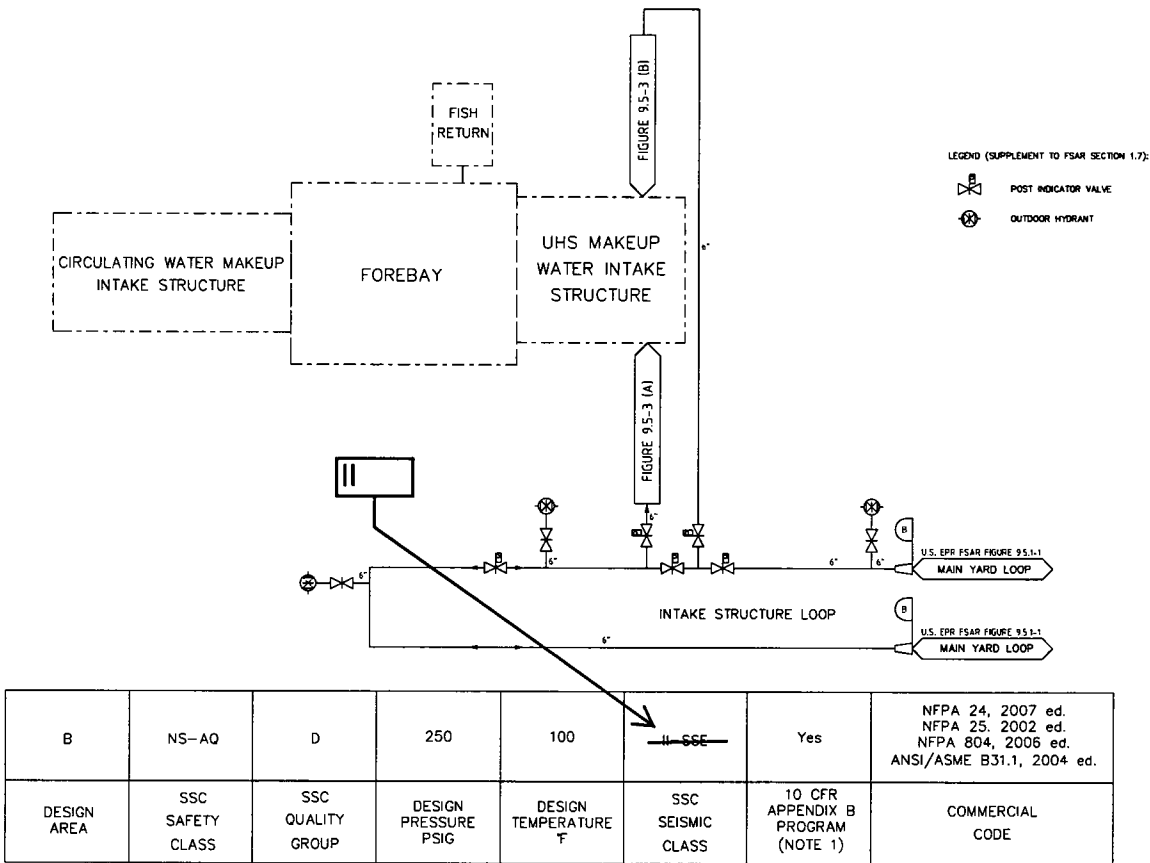 FIGURE 9.5-3 (B)
FISH
RETURN
LEGEND (SUPPLEMENT TO FSAR SECTION 1.7):
POST INDICATOR VALVE
OUTDOOR HYDRANT
CIRCULATING WATER MAKEUP
INTAKE STRUCTURE
FOREBAY
UHS MAKEUP
WATER INTAKE
STRUCTURE
6"
FIGURE 9.5-3 (A)
II
6"
B
U.S. EPR FSAR FIGURE 9.5.1-1
MAIN YARD LOOP
6"
6"
6"
6"
6"
INTAKE STRUCTURE LOOP
B
U.S. EPR FSAR FIGURE 9.5.1-1
MAIN YARD LOOP
6"
B
NS-AQ
D
250
100
II-SSE
Yes
NFPA 24, 2007 ed.
NFPA 25. 2002 ed.
NFPA 804, 2006 ed.
ANSI/ASME B31.1, 2004 ed.
DESIGN
AREA
SSC
SAFETY
CLASS
SSC
QUALITY
GROUP
DESIGN
PRESSURE
PSIG
DESIGN
TEMPERATURE
°F
SSC
SEISMIC
CLASS
10 CFR
APPENDIX B
PROGRAM
(NOTE 1)
COMMERCIAL
CODE